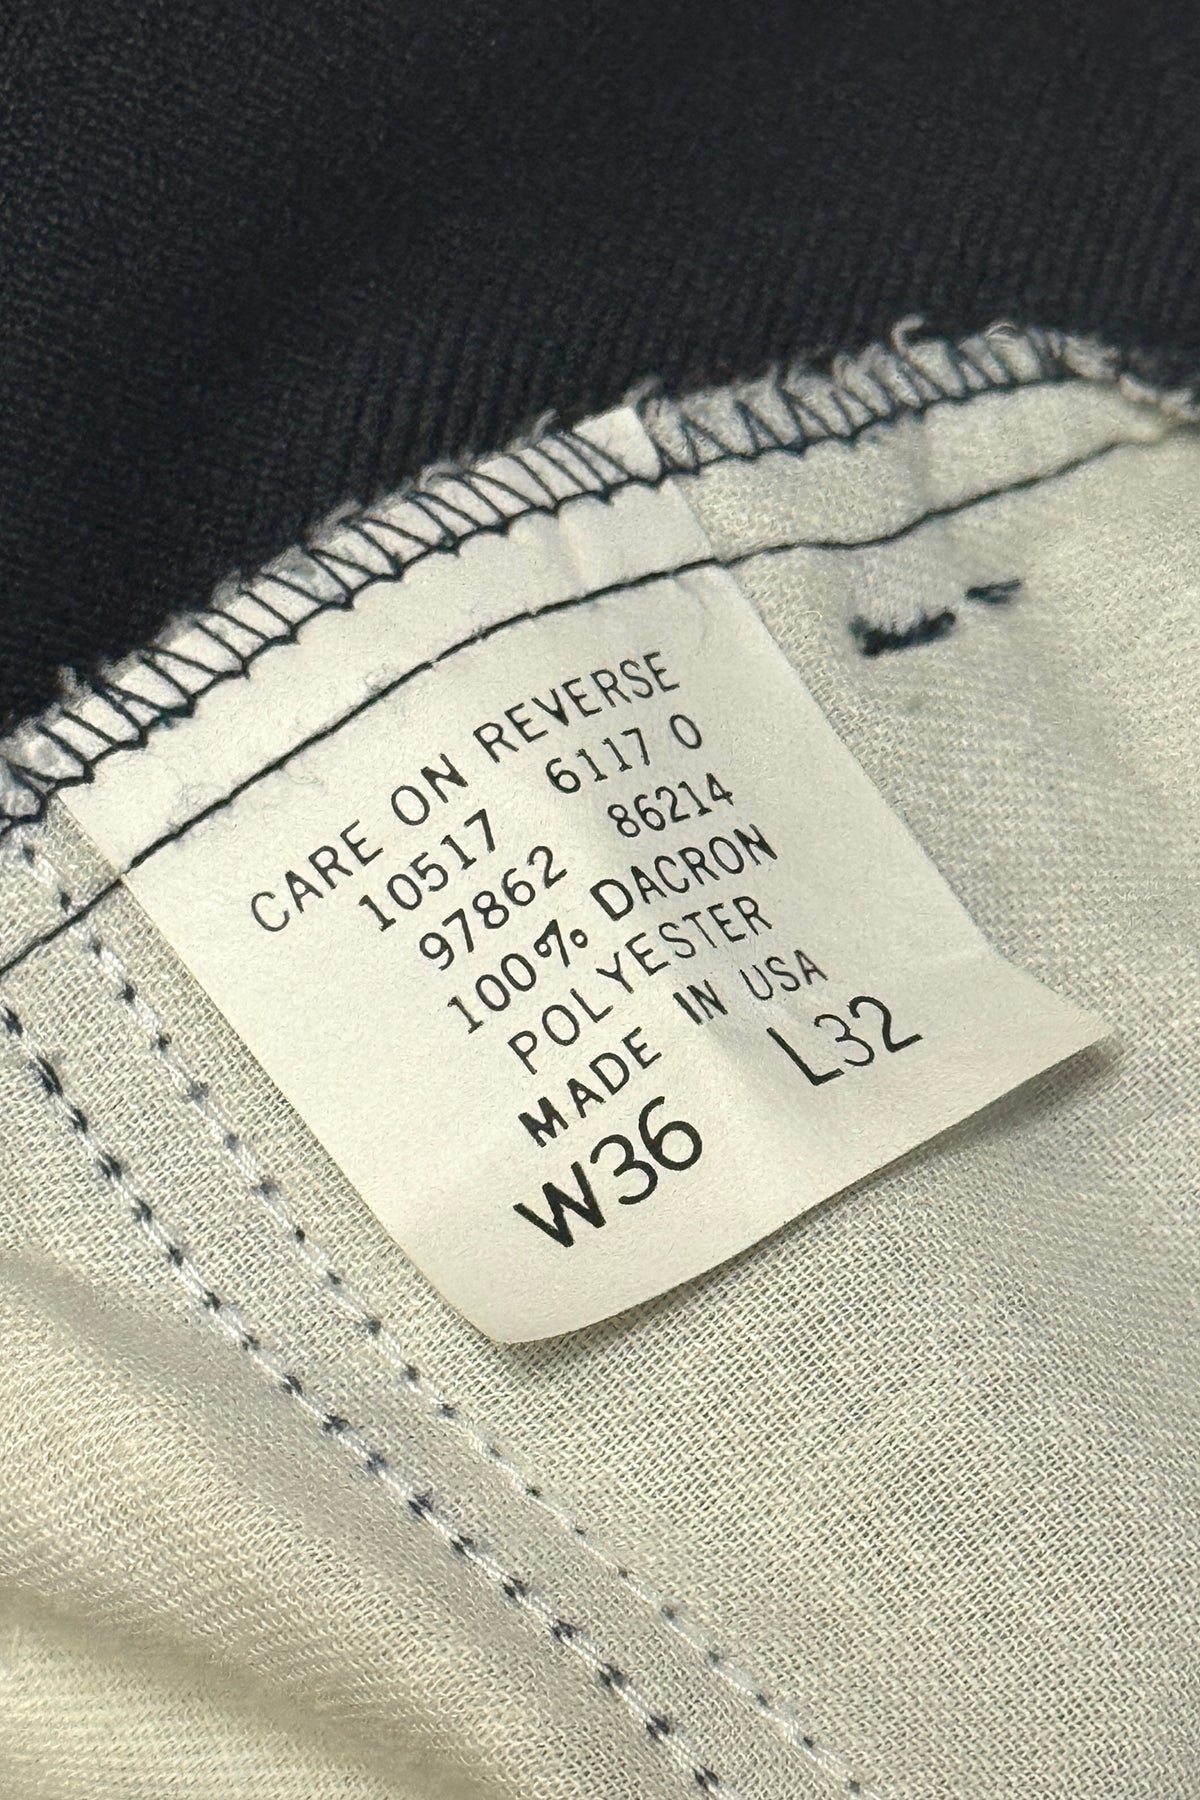 CARE ON REVERSE
10517 6117 0
97862 86214
100% DACRON
POLYESTER
MADE IN USA
W36 L32